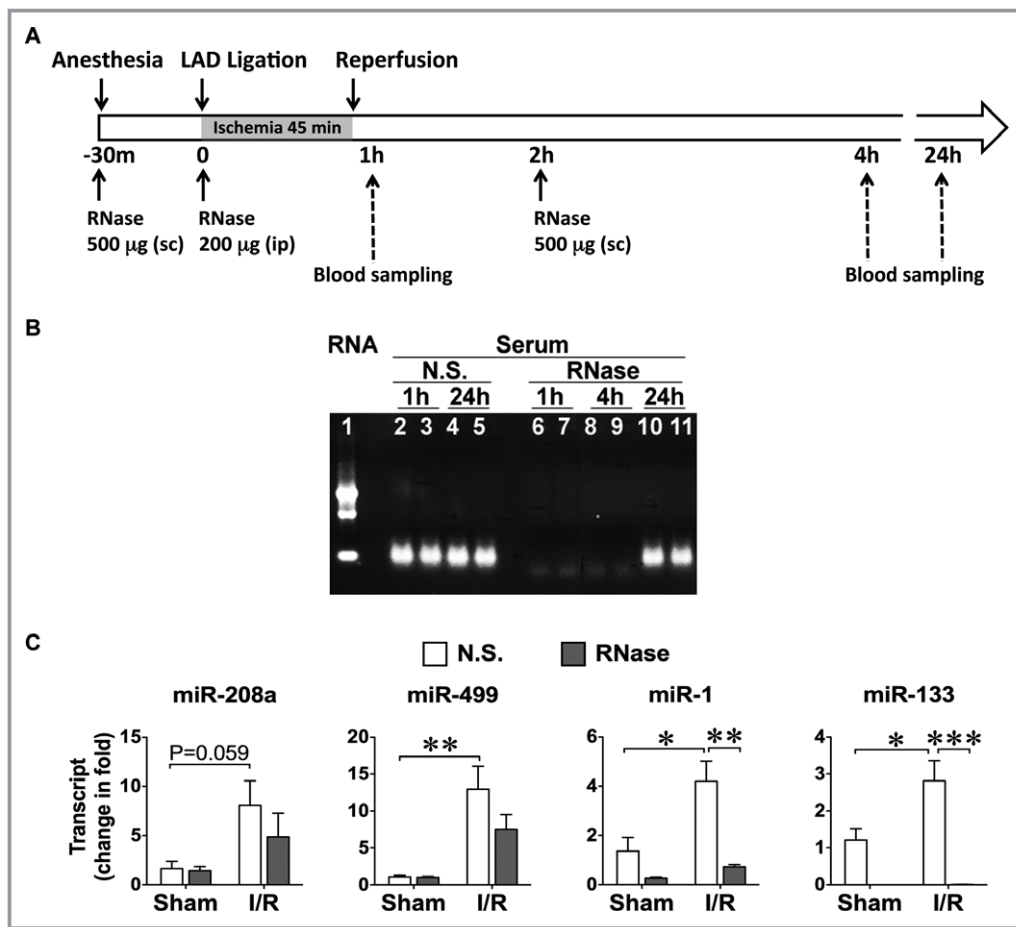 A
Anesthesia LAD Ligation Reperfusion
Ischemia 45 min
-30m 0 1h 2h 4h 24h
RNase RNase RNase
500 μg (sc) 200 μg (ip) 500 μg (sc)
Blood sampling Blood sampling
B
RNA Serum
N.S. RNase
1h 24h 1h 4h 24h
1 2 3 4 5 6 7 8 9 10 11
C
N.S. RNase
miR-208a miR-499 miR-1 miR-133
Transcript
(change in fold)
15 10 5 0
P=0.059
Sham I/R
20 15 10 5 0
**
Sham I/R
6 4 2 0
* **
Sham I/R
4 3 2 1 0
* ***
Sham I/R